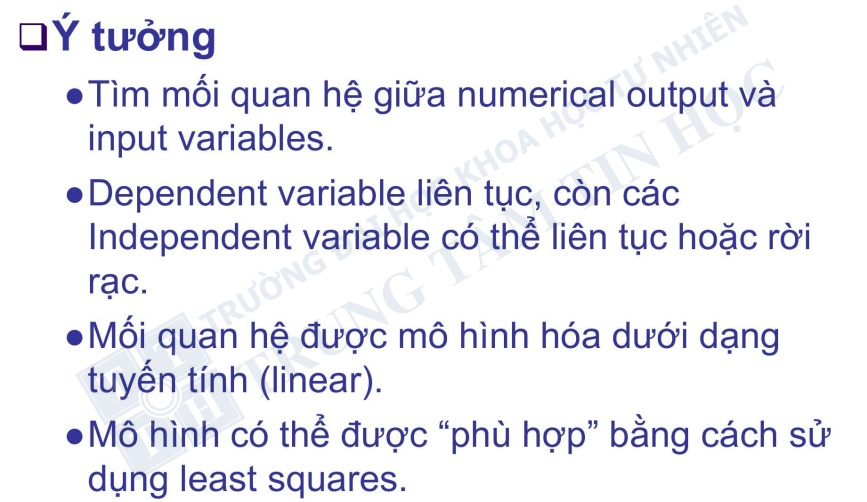 ❑Ý tưởng
●Tìm mối quan hệ giữa numerical output và
input variables.
●Dependent variable liên tục, còn các
Independent variable có thể liên tục hoặc rời
rạc.
●Mối quan hệ được mô hình hóa dưới dạng
tuyến tính (linear).
●Mô hình có thể được “phù hợp” bằng cách sử
dụng least squares.
TRƯỜNG ĐẠI HỌC KHOA HỌC TỰ NHIÊN
TRUNG TÂM TIN HỌC